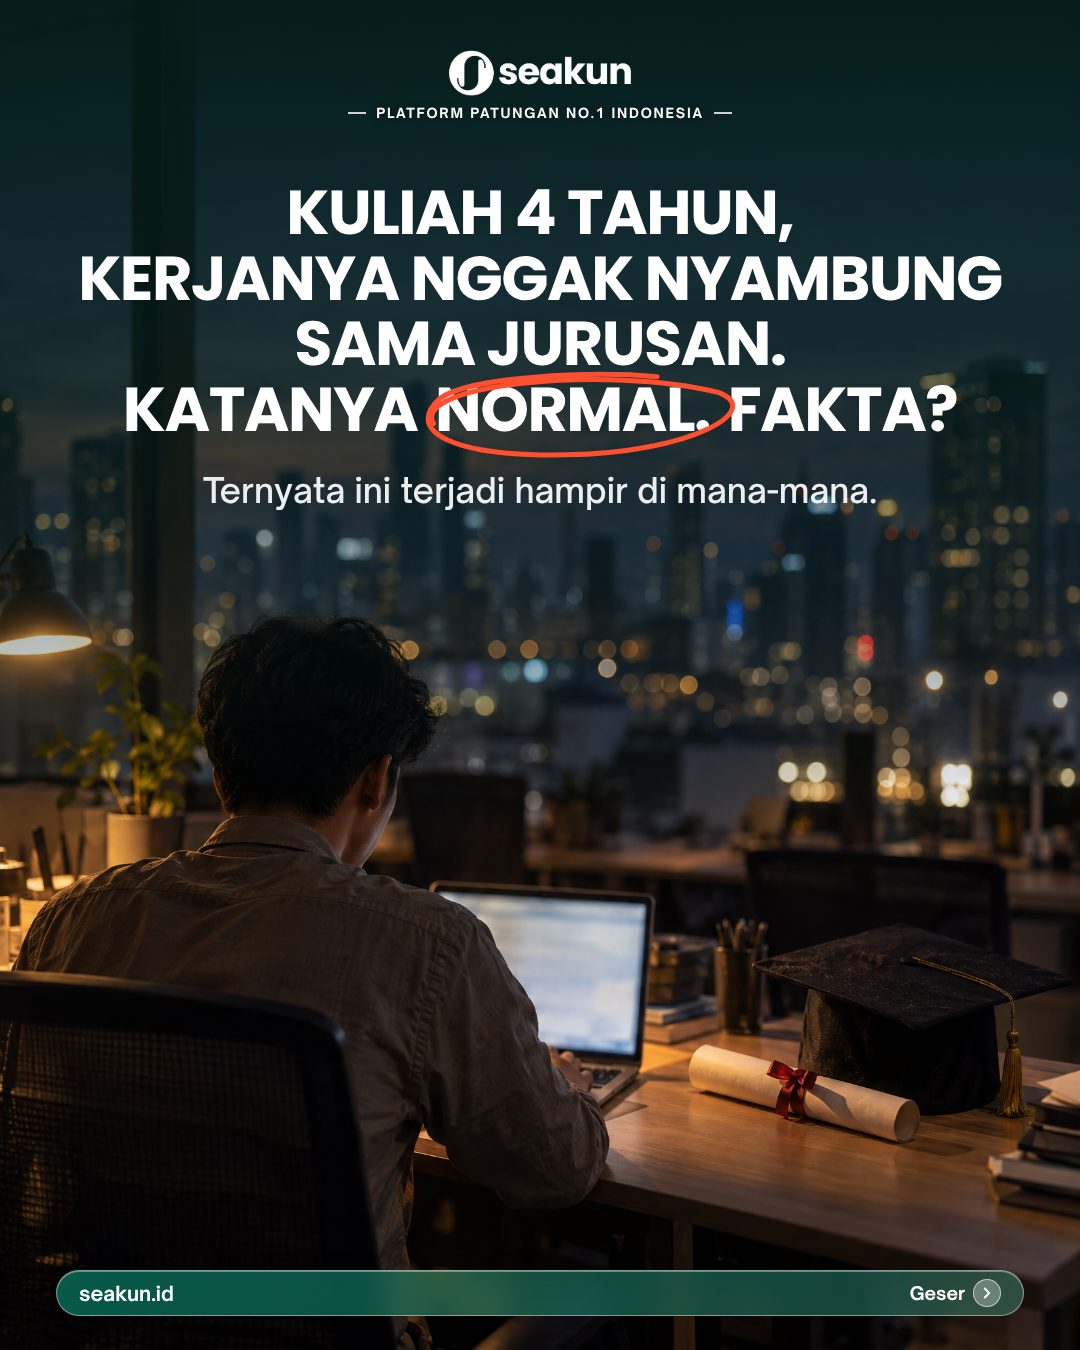 seakun
PLATFORM PATUNGAN NO.1 INDONESIA
KULIAH 4 TAHUN,
KERJANYA NGGAK NYAMBUNG
SAMA JURUSAN.
KATANYA NORMAL. FAKTA?
Ternyata ini terjadi hampir di mana-mana.
seakun.id
Geser